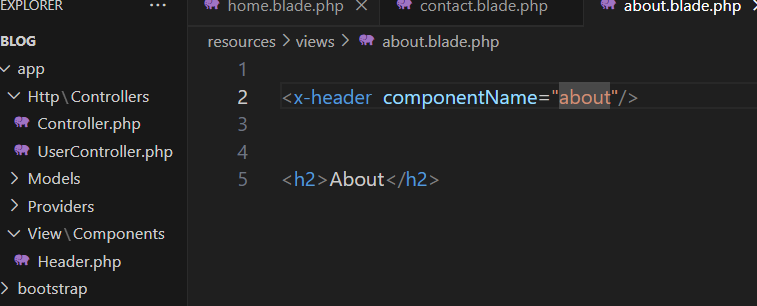 EXPLORER ···
home.blade.php
contact.blade.php
about.blade.php
BLOG
app
Http\Controllers
Controller.php
UserController.php
Models
Providers
View\Components
Header.php
bootstrap
resources > views > about.blade.php
1
2 <x-header componentName="about"/>
3
4
5 <h2>About</h2>